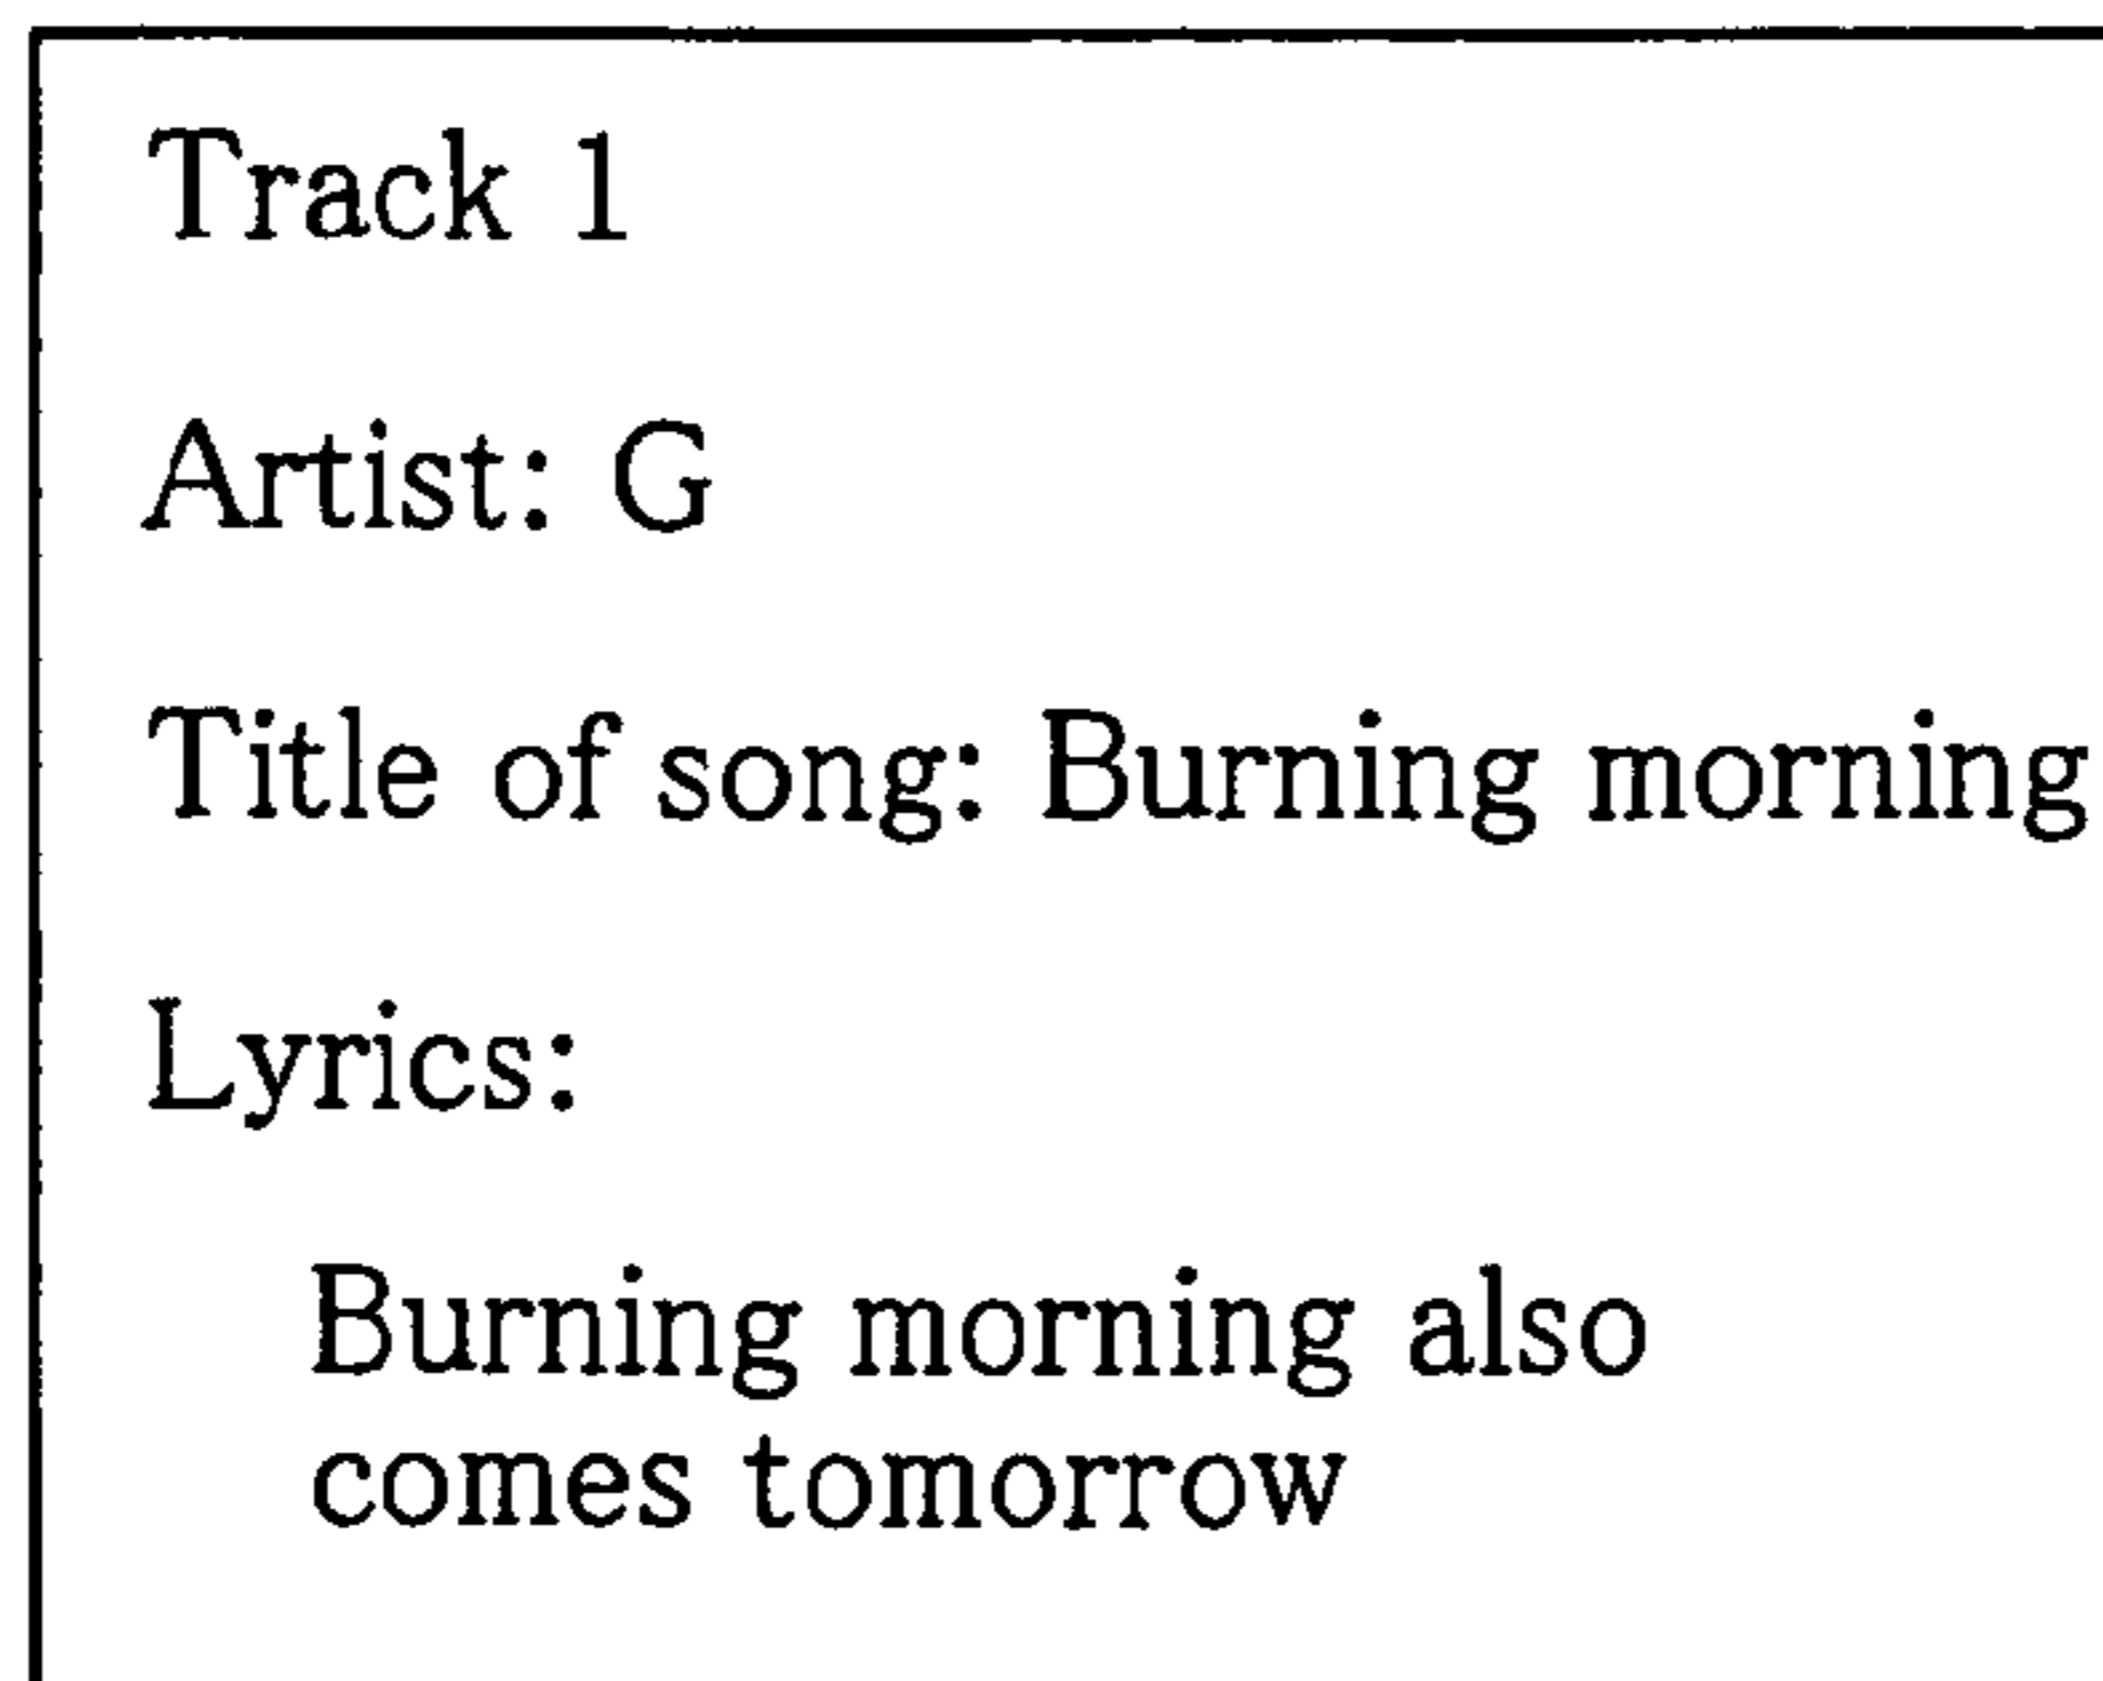 Track 1
Artist: G
Title of song: Burning morning
Lyrics:
Burning morning also
comes tomorrow